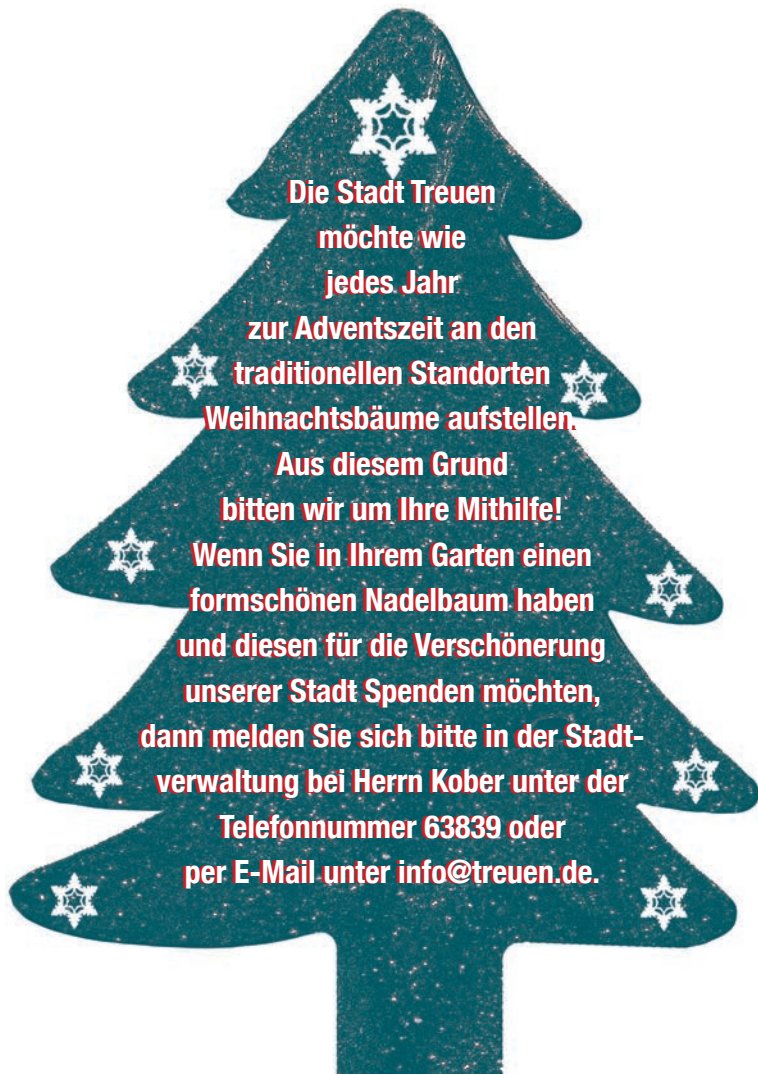 Die Stadt Treuen
möchte wie
jedes Jahr
zur Adventszeit an den
traditionellen Standorten
Weihnachtsbäume aufstellen.
Aus diesem Grund
bitten wir um Ihre Mithilfe!
Wenn Sie in Ihrem Garten einen
formschönen Nadelbaum haben
und diesen für die Verschönerung
unserer Stadt Spenden möchten,
dann melden Sie sich bitte in der Stadt-
verwaltung bei Herrn Kober unter der
Telefonnummer 63839 oder
per E-Mail unter info@treuen.de.